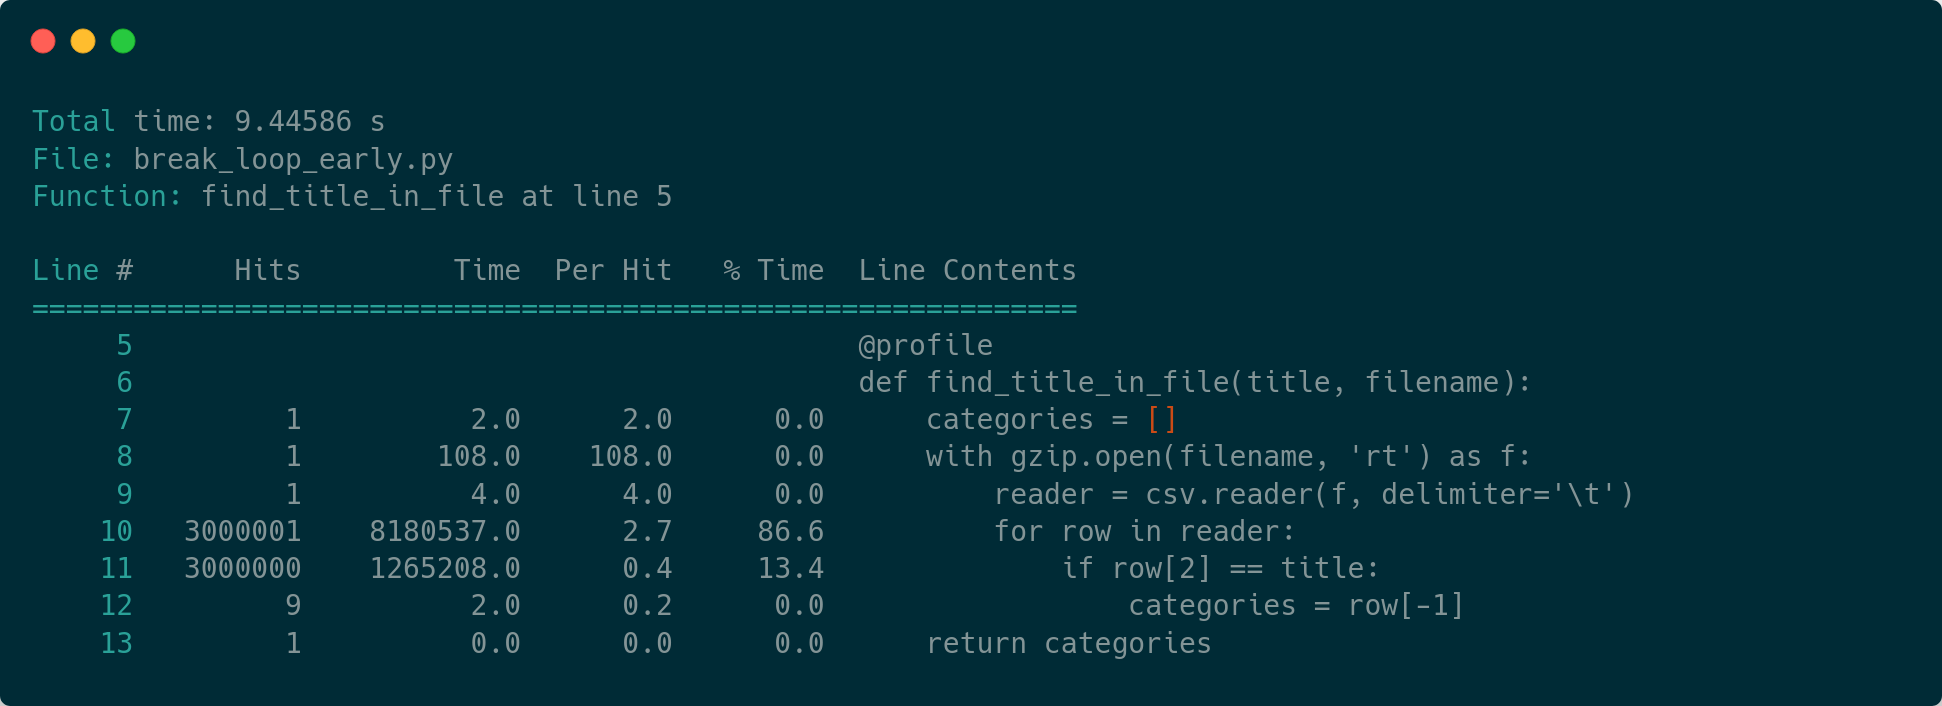 Total time: 9.44586 s
File: break_loop_early.py
Function: find_title_in_file at line 5

Line #      Hits         Time  Per Hit   % Time  Line Contents
==============================================================
     5                                           @profile
     6                                           def find_title_in_file(title, filename):
     7         1          2.0      2.0      0.0      categories = []
     8         1        108.0    108.0      0.0      with gzip.open(filename, 'rt') as f:
     9         1          4.0      4.0      0.0          reader = csv.reader(f, delimiter='\t')
    10   3000001    8180537.0      2.7     86.6          for row in reader:
    11   3000000    1265208.0      0.4     13.4              if row[2] == title:
    12         9          2.0      0.2      0.0                  categories = row[-1]
    13         1          0.0      0.0      0.0      return categories